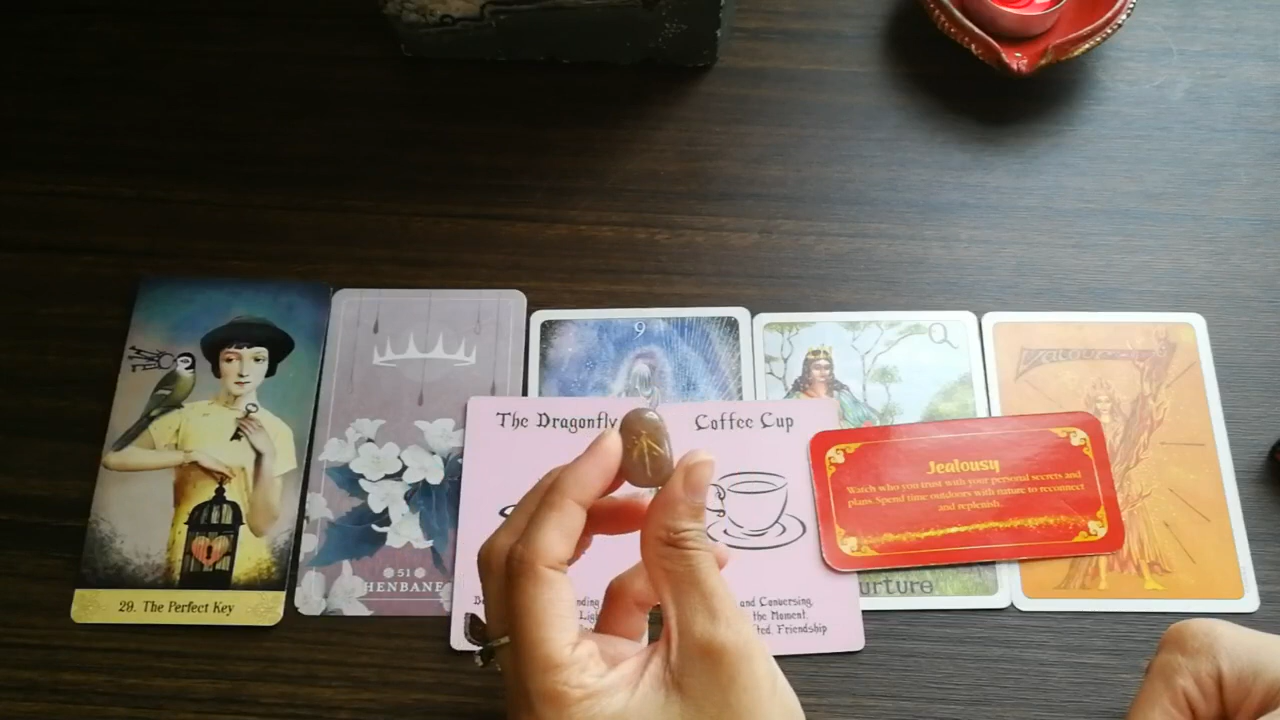 29. The Perfect Key
51
HENBANE
9
Q
Valour
The Dragonfly
Coffee Cup
and Conversing,
the Moment.
Friendship
Jealousy
Watch who you trust with your personal secrets and
plans. Spend time outdoors with nature to reconnect
and replenish.
urture